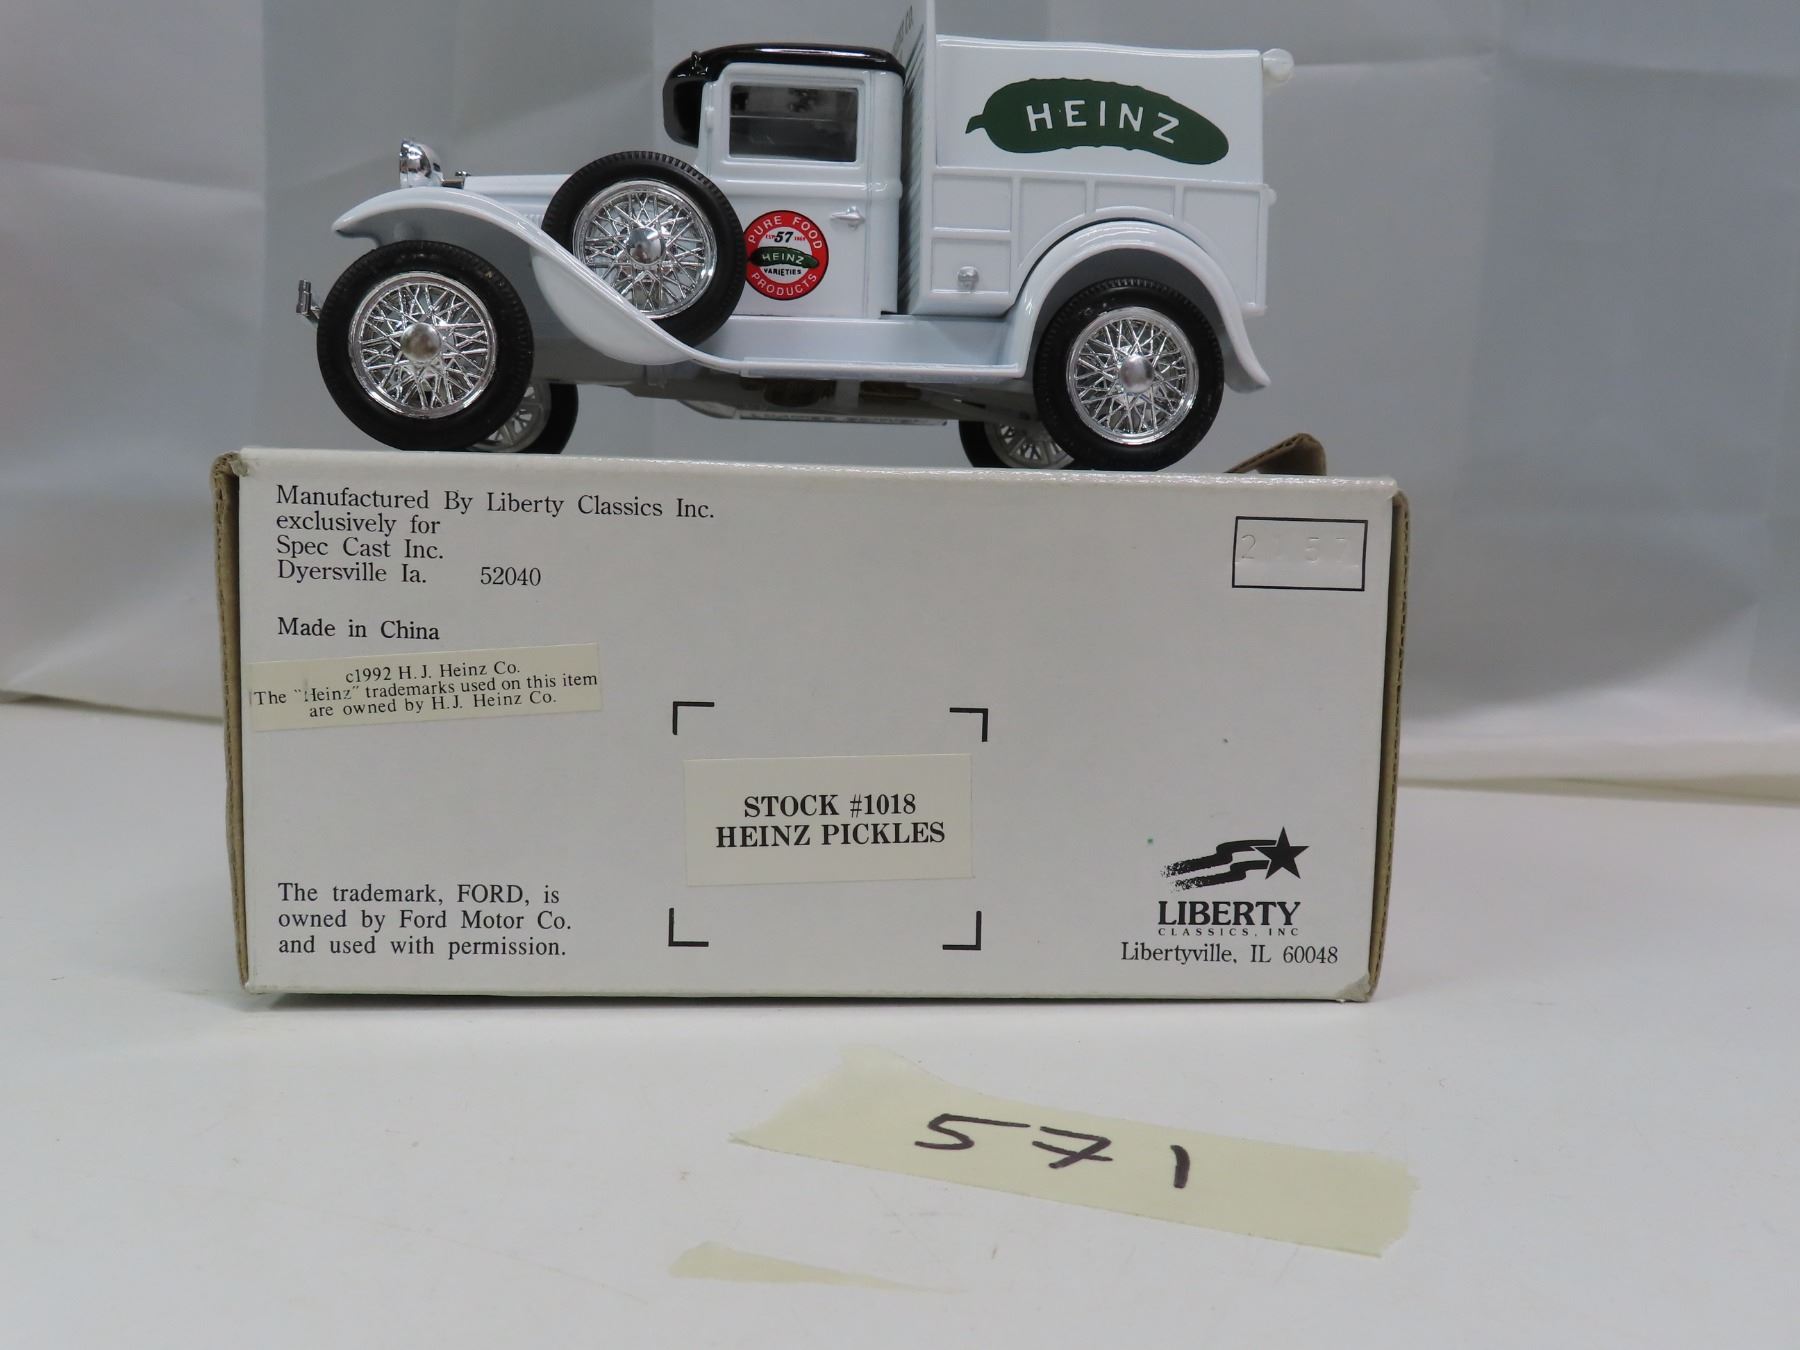 HEINZ
PURE FOOD
57
HEINZ
VARIETIES
PRODUCTS
Manufactured By Liberty Classics Inc.
exclusively for
Spec Cast Inc.
Dyersville Ia. 52040
Made in China
2157
c1992 H.J. Heinz Co.
The "Heinz" trademarks used on this item
are owned by H.J. Heinz Co.
STOCK #1018
HEINZ PICKLES
The trademark, FORD, is
owned by Ford Motor Co.
and used with permission.
LIBERTY
CLASSICS, INC
Libertyville, IL 60048
571